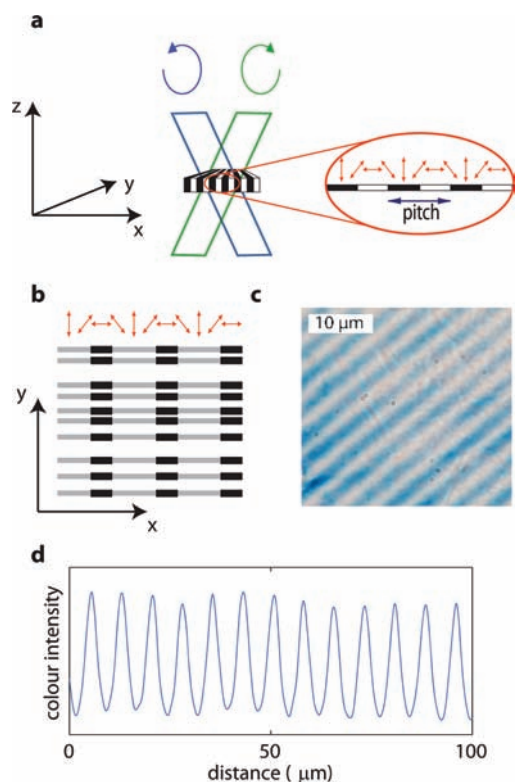 a
z
y
x
pitch
b
c
10 µm
y
x
d
colour intensity
0
50
100
distance ( µm)